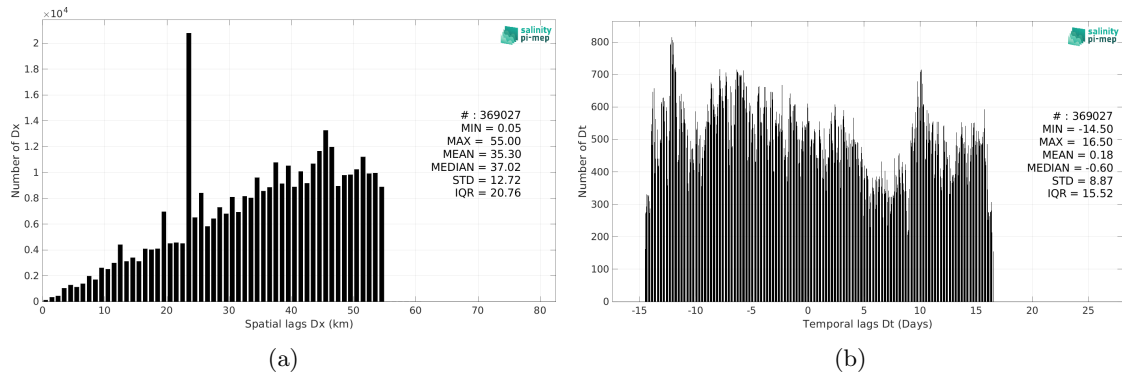 ×10⁴
2
1.8
1.6
1.4
1.2
1
0.8
0.6
0.4
0.2
0
Number of Dx
0 10 20 30 40 50 60 70 80
Spatial lags Dx (km)
salinity
pi-mep
# : 369027
MIN = 0.05
MAX = 55.00
MEAN = 35.30
MEDIAN = 37.02
STD = 12.72
IQR = 20.76
(a)
800
700
600
500
400
300
200
100
0
Number of Dt
-15 -10 -5 0 5 10 15 20 25
Temporal lags Dt (Days)
salinity
pi-mep
# : 369027
MIN = -14.50
MAX = 16.50
MEAN = 0.18
MEDIAN = -0.60
STD = 8.87
IQR = 15.52
(b)